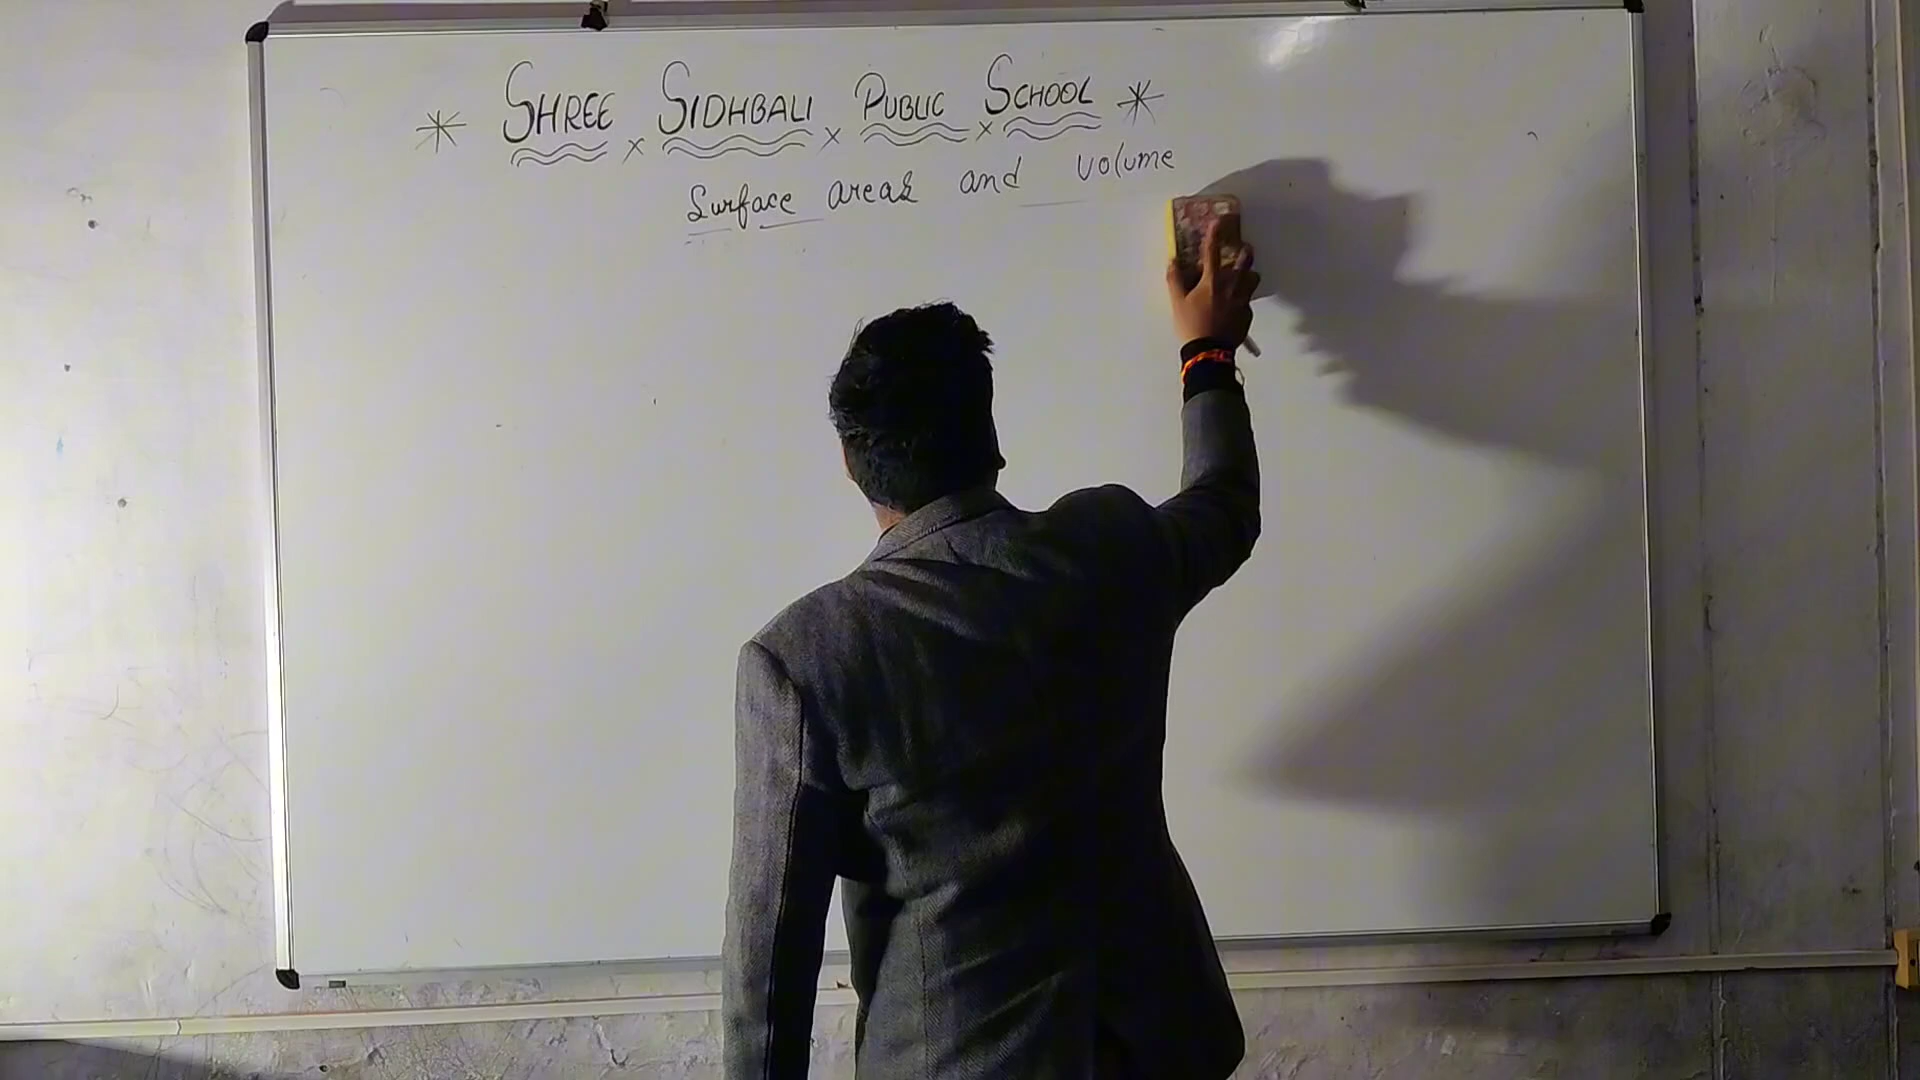 * SHREE x SIDHBALI x PUBLIC x SCHOOL *
Surface areas and volume